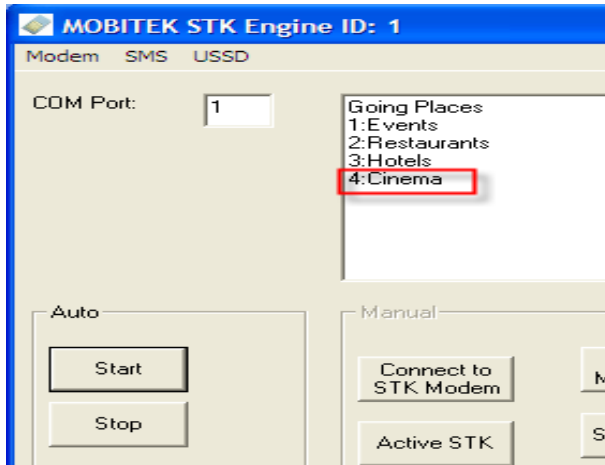 MOBITEK STK Engine ID: 1
Modem SMS USSD
COM Port: 1
Going Places
1:Events
2:Restaurants
3:Hotels
4:Cinema
Auto
Manual
Start
Connect to
STK Modem
Stop
Active STK